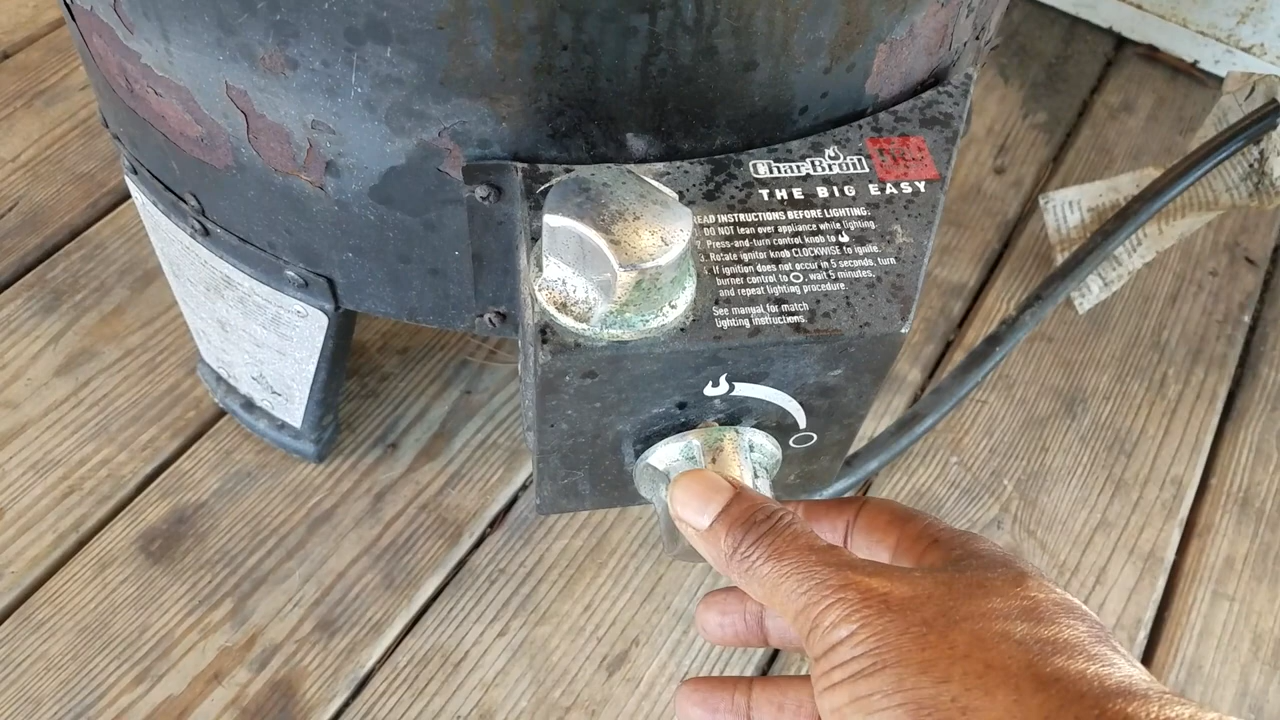 Char-Broil
THE BIG EASY
READ INSTRUCTIONS BEFORE LIGHTING:
1. DO NOT lean over appliance while lighting.
2. Press-and-turn control knob to
3. Rotate ignitor knob CLOCKWISE to ignite.
If ignition does not occur in 5 seconds, turn
burner control to , wait 5 minutes,
and repeat lighting procedure.
See manual for match
lighting instructions.